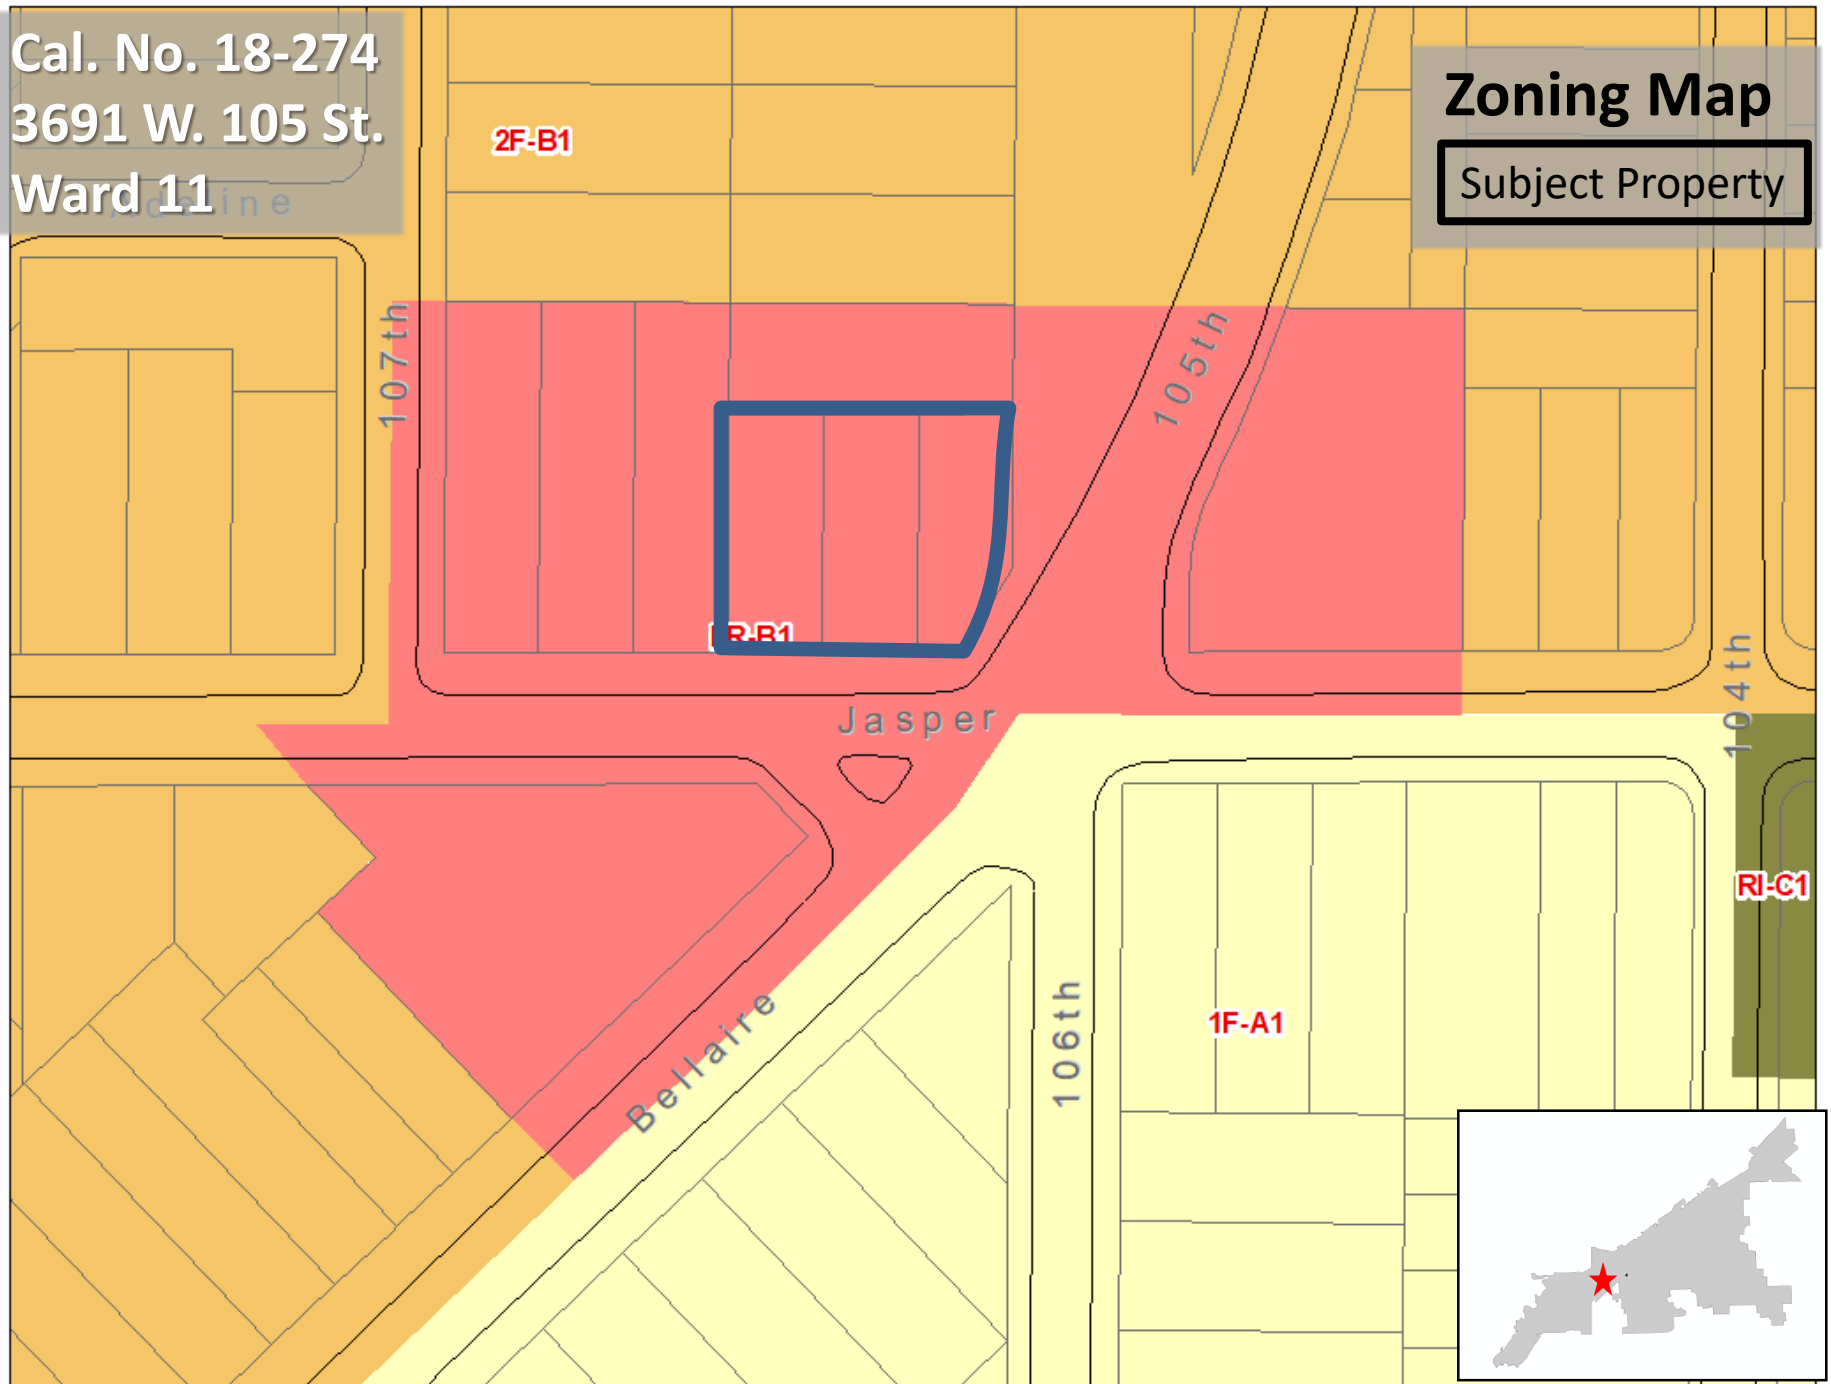 Cal. No. 18-274
3691 W. 105 St.
Ward 11
Adeline
Zoning Map
Subject Property
2F-B1
107th
105th
R-B1
Jasper
104th
RI-C1
Bellaire
106th
1F-A1